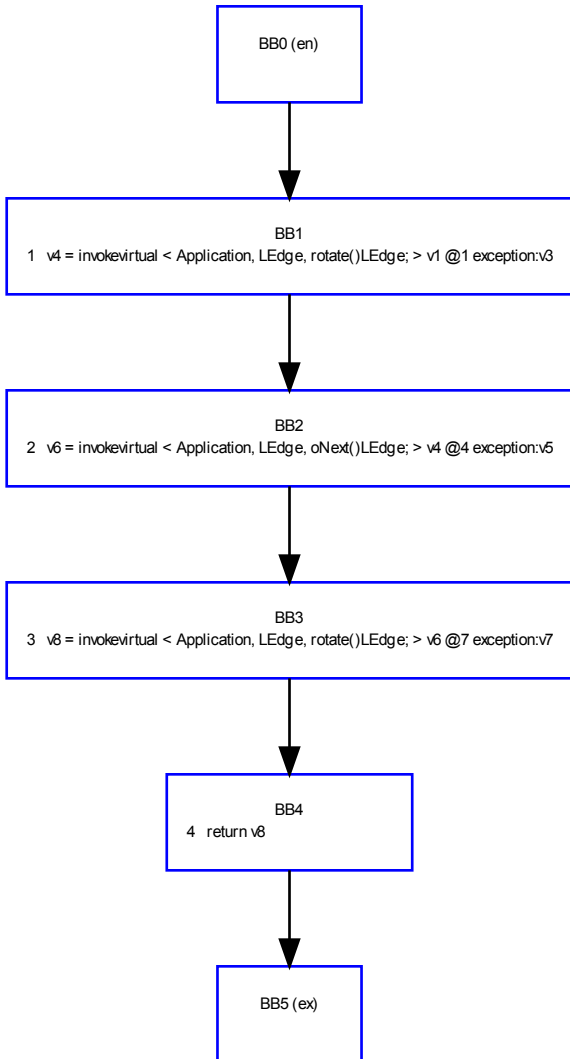 BB0 (en)
BB1
1 v4 = invokevirtual < Application, LEdge, rotate()LEdge; > v1 @1 exception:v3
BB2
2 v6 = invokevirtual < Application, LEdge, oNext()LEdge; > v4 @4 exception:v5
BB3
3 v8 = invokevirtual < Application, LEdge, rotate()LEdge; > v6 @7 exception:v7
BB4
4 return v8
BB5 (ex)